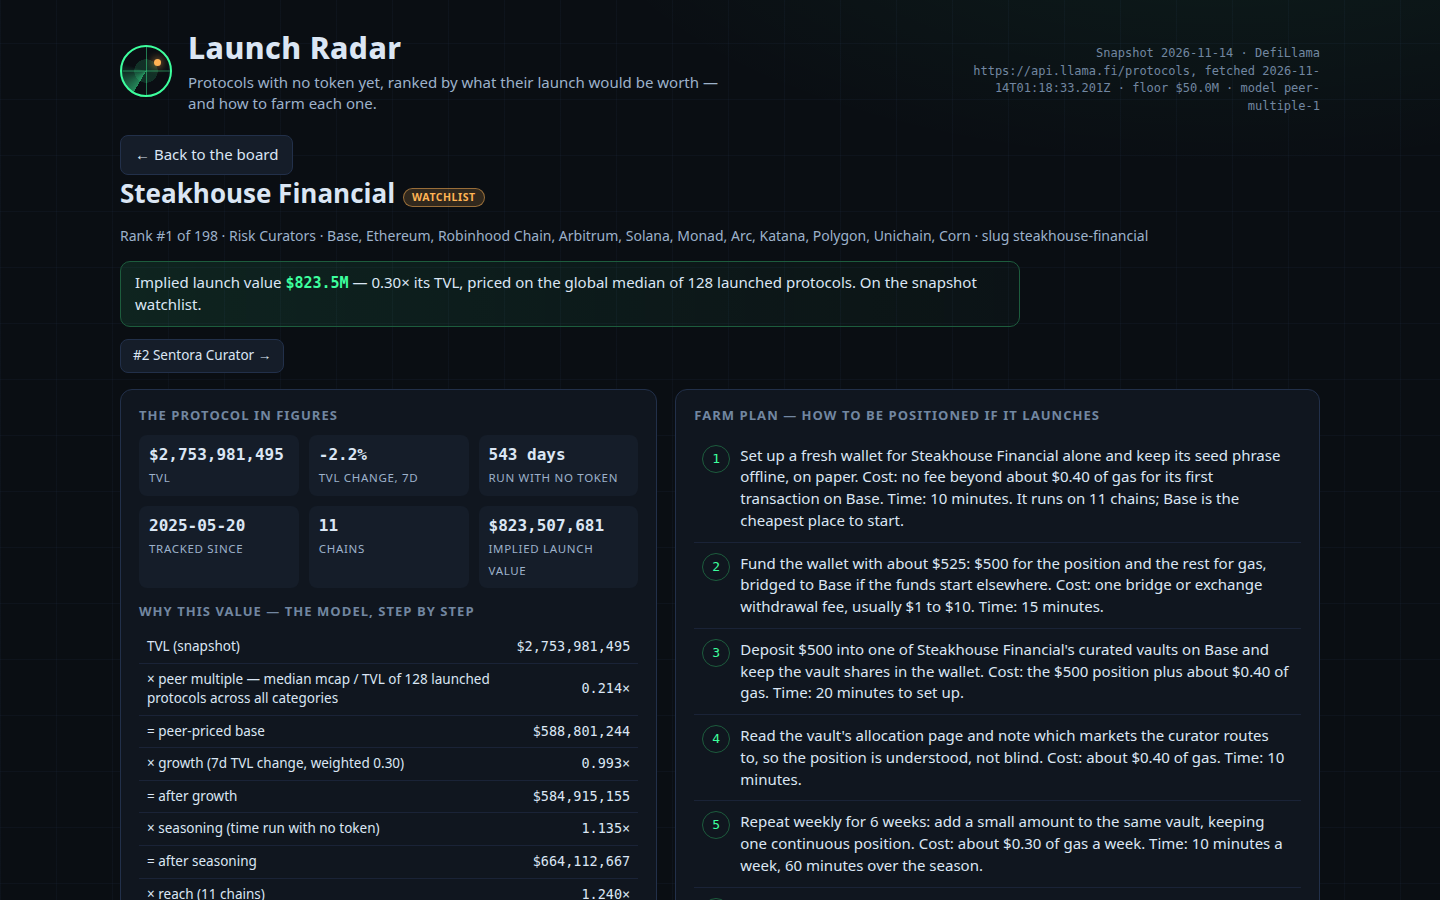 Launch Radar
Protocols with no token yet, ranked by what their launch would be worth —
and how to farm each one.
Snapshot 2026-11-14 · DefiLlama
https://api.llama.fi/protocols, fetched 2026-11-
14T01:18:33.201Z · floor $50.0M · model peer-
multiple-1
← Back to the board
Steakhouse Financial WATCHLIST
Rank #1 of 198 · Risk Curators · Base, Ethereum, Robinhood Chain, Arbitrum, Solana, Monad, Arc, Katana, Polygon, Unichain, Corn · slug steakhouse-financial
Implied launch value $823.5M — 0.30× its TVL, priced on the global median of 128 launched protocols. On the snapshot
watchlist.
#2 Sentora Curator →
THE PROTOCOL IN FIGURES
$2,753,981,495
TVL
-2.2%
TVL CHANGE, 7D
543 days
RUN WITH NO TOKEN
2025-05-20
TRACKED SINCE
11
CHAINS
$823,507,681
IMPLIED LAUNCH
VALUE
WHY THIS VALUE — THE MODEL, STEP BY STEP
TVL (snapshot) $2,753,981,495
× peer multiple — median mcap / TVL of 128 launched
protocols across all categories 0.214×
= peer-priced base $588,801,244
× growth (7d TVL change, weighted 0.30) 0.993×
= after growth $584,915,155
× seasoning (time run with no token) 1.135×
= after seasoning $664,112,667
× reach (11 chains) 1.240×
FARM PLAN — HOW TO BE POSITIONED IF IT LAUNCHES
1 Set up a fresh wallet for Steakhouse Financial alone and keep its seed phrase
offline, on paper. Cost: no fee beyond about $0.40 of gas for its first
transaction on Base. Time: 10 minutes. It runs on 11 chains; Base is the
cheapest place to start.
2 Fund the wallet with about $525: $500 for the position and the rest for gas,
bridged to Base if the funds start elsewhere. Cost: one bridge or exchange
withdrawal fee, usually $1 to $10. Time: 15 minutes.
3 Deposit $500 into one of Steakhouse Financial's curated vaults on Base and
keep the vault shares in the wallet. Cost: the $500 position plus about $0.40 of
gas. Time: 20 minutes to set up.
4 Read the vault's allocation page and note which markets the curator routes
to, so the position is understood, not blind. Cost: about $0.40 of gas. Time: 10
minutes.
5 Repeat weekly for 6 weeks: add a small amount to the same vault, keeping
one continuous position. Cost: about $0.30 of gas a week. Time: 10 minutes a
week, 60 minutes over the season.